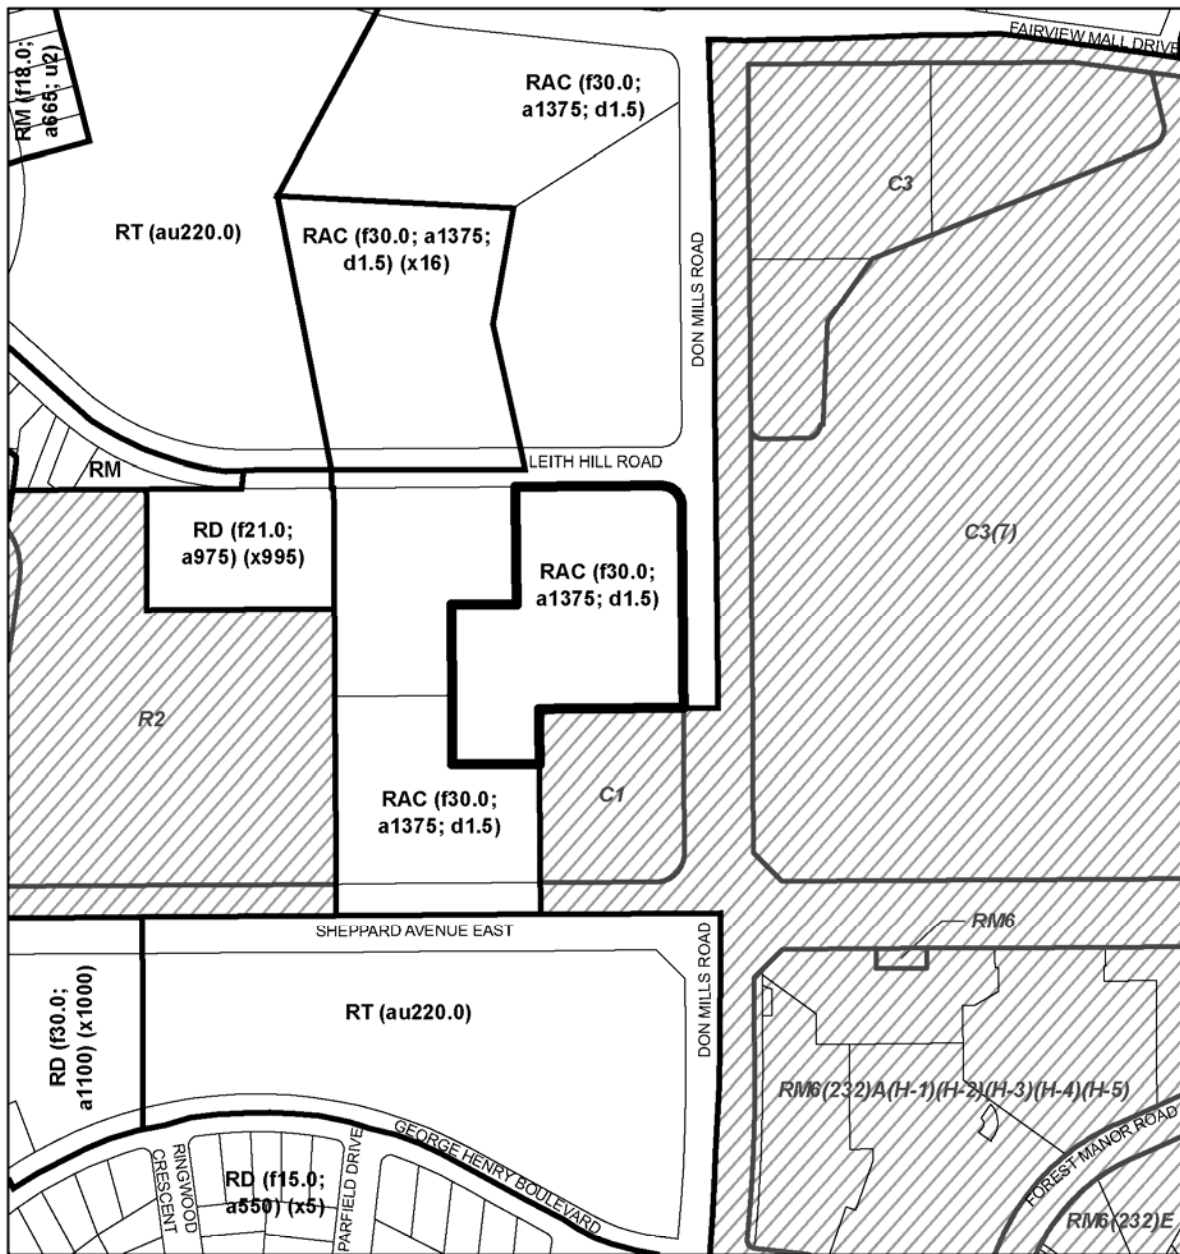 FAIRVIEW MALL DRIVE
RM (f18.0;
a665; u2)
RAC (f30.0;
a1375; d1.5)
C3
RT (au220.0)
RAC (f30.0; a1375;
d1.5) (x16)
DON MILLS ROAD
RM
LEITH HILL ROAD
RD (f21.0;
a975) (x995)
C3(7)
RAC (f30.0;
a1375; d1.5)
R2
RAC (f30.0;
a1375; d1.5)
C1
SHEPPARD AVENUE EAST
RM6
DON MILLS ROAD
RD (f30.0;
a1100) (x1000)
RT (au220.0)
RM6(232)A(H-1)(H-2)(H-3)(H-4)(H-5)
GEORGE HENRY BOULEVARD
FOREST MANOR ROAD
RINGWOOD
CRESCENT
PARFIELD DRIVE
RD (f15.0;
a550) (x5)
RM6(232)E